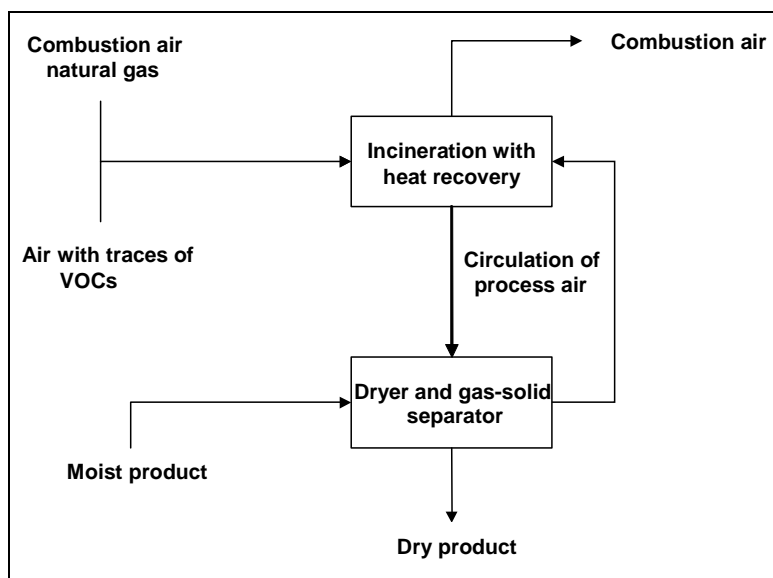 Combustion air
natural gas
Combustion air
Incineration with
heat recovery
Air with traces of
VOCs
Circulation of
process air
Dryer and gas-solid
separator
Moist product
Dry product